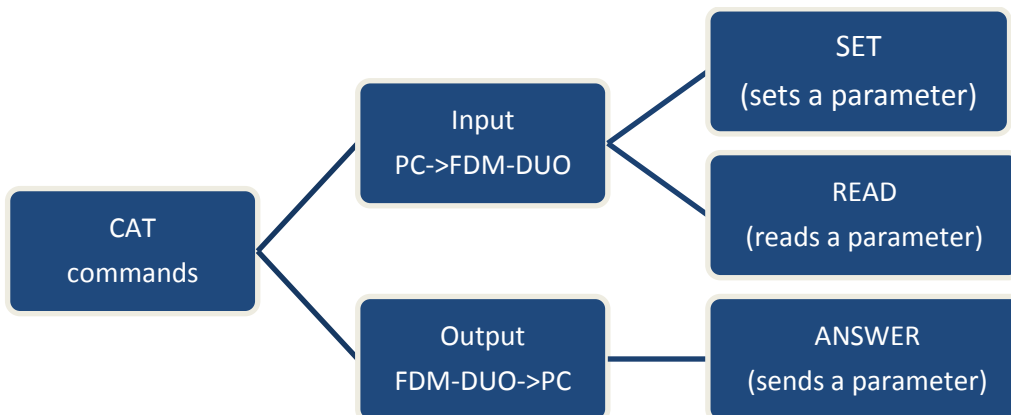 CAT
commands
Input
PC->FDM-DUO
SET
(sets a parameter)
READ
(reads a parameter)
Output
FDM-DUO->PC
ANSWER
(sends a parameter)